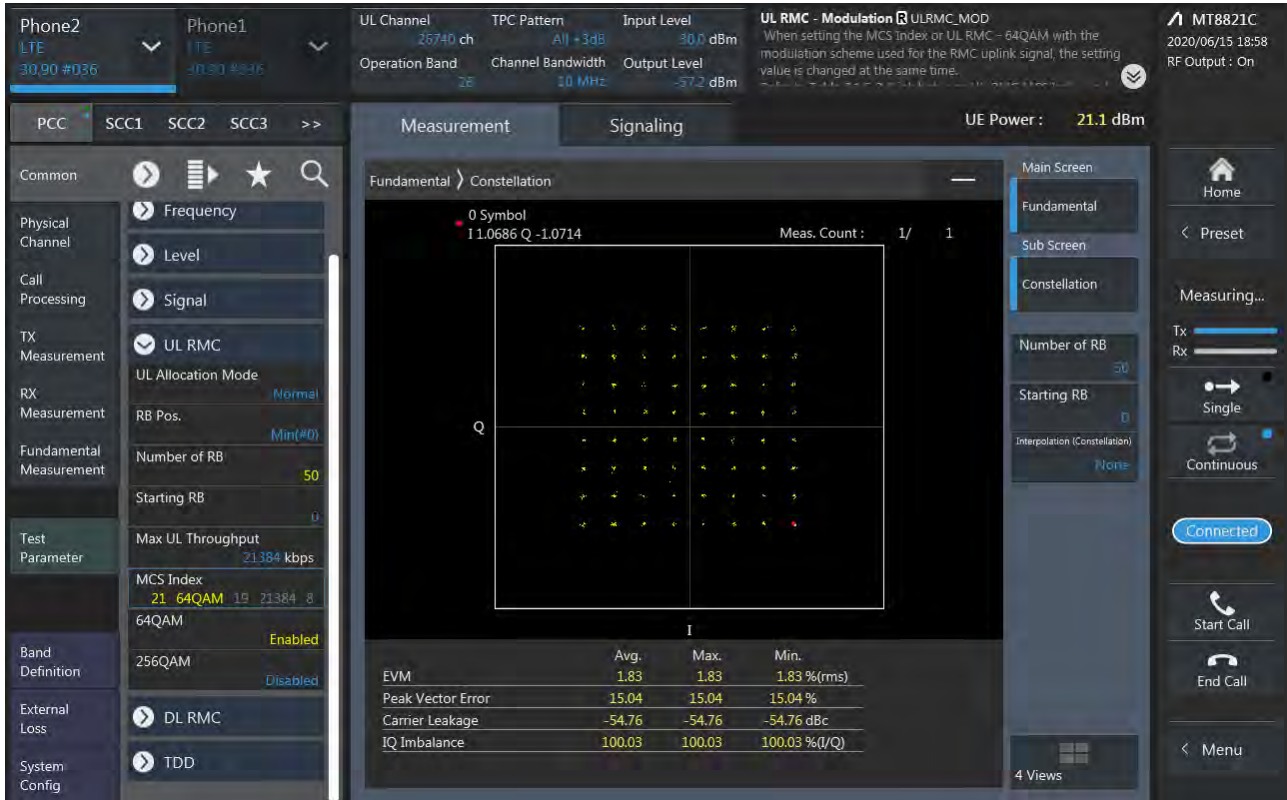 Phone2
LTE
30.90 #036
Phone1
LTE
30.90 #036
UL Channel
26740 ch
Operation Band
26
TPC Pattern
All +3dB
Channel Bandwidth
10 MHz
Input Level
30.0 dBm
Output Level
-57.2 dBm
UL RMC - Modulation R ULRMC_MOD
When setting the MCS Index or UL RMC - 64QAM with the
modulation scheme used for the RMC uplink signal, the setting
value is changed at the same time.
MT8821C
2020/06/15 18:58
RF Output : On
PCC SCC1 SCC2 SCC3 >>
Measurement Signaling
UE Power : 21.1 dBm
Common
Physical
Channel
Call
Processing
TX
Measurement
RX
Measurement
Fundamental
Measurement
Test
Parameter
Band
Definition
External
Loss
System
Config
Frequency
Level
Signal
UL RMC
UL Allocation Mode
Normal
RB Pos.
Min(#0)
Number of RB
50
Starting RB
0
Max UL Throughput
21384 kbps
MCS Index
21 64QAM 19 21384 8
64QAM
Enabled
256QAM
Disabled
DL RMC
TDD
Fundamental > Constellation
0 Symbol
I 1.0686 Q -1.0714
Meas. Count : 1/ 1
Q
I
Avg. Max. Min.
EVM 1.83 1.83 1.83 %(rms)
Peak Vector Error 15.04 15.04 15.04 %
Carrier Leakage -54.76 -54.76 -54.76 dBc
IQ Imbalance 100.03 100.03 100.03 %(I/Q)
Main Screen
Fundamental
Sub Screen
Constellation
Number of RB
50
Starting RB
0
Interpolation (Constellation)
None
4 Views
Home
< Preset
Measuring...
Tx
Rx
Single
Continuous
Connected
Start Call
End Call
< Menu